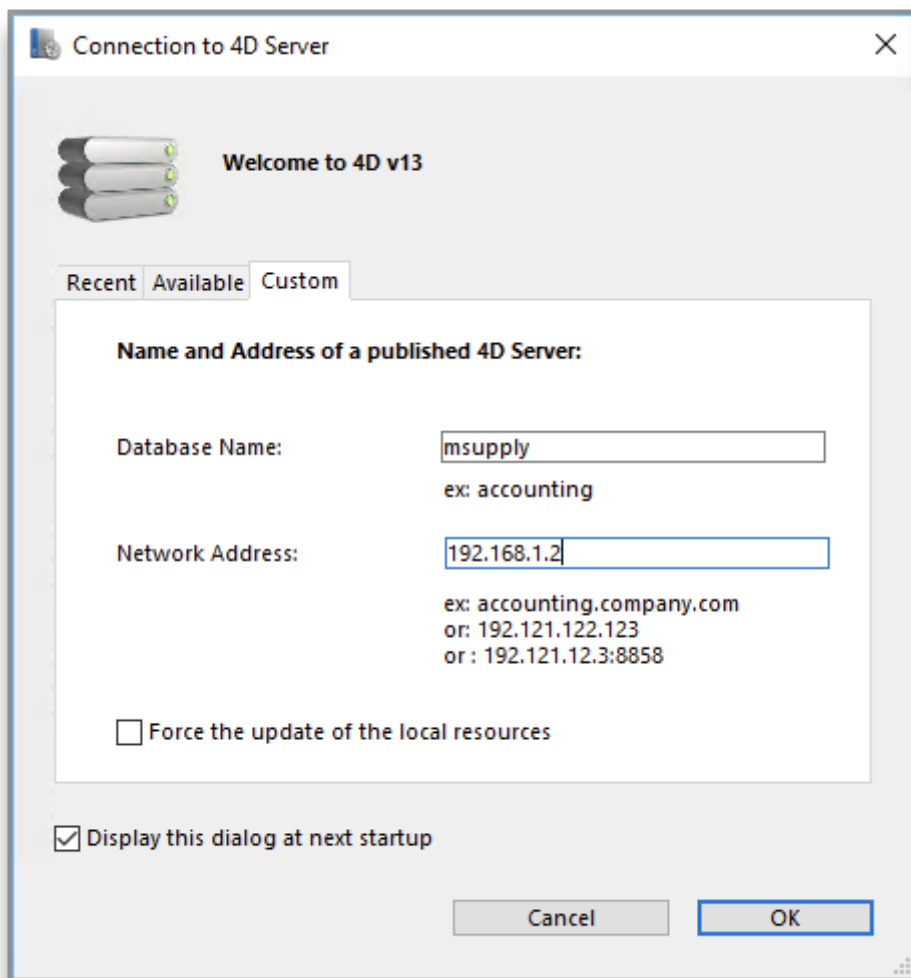 Connection to 4D Server
Welcome to 4D v13
Recent Available Custom
Name and Address of a published 4D Server:
Database Name: msupply
ex: accounting
Network Address: 192.168.1.2
ex: accounting.company.com
or: 192.121.122.123
or : 192.121.12.3:8858
Force the update of the local resources
Display this dialog at next startup
Cancel OK